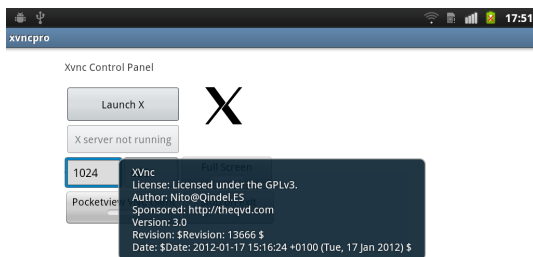 17:51
xvncpro
Xvnc Control Panel
Launch X
X server not running
1024
Full Screen
Pocketview
XVnc
License: Licensed under the GPLv3.
Author: Nito@Qindel.ES
Sponsored: http://theqvd.com
Version: 3.0
Revision: $Revision: 13666 $
Date: $Date: 2012-01-17 15:16:24 +0100 (Tue, 17 Jan 2012) $